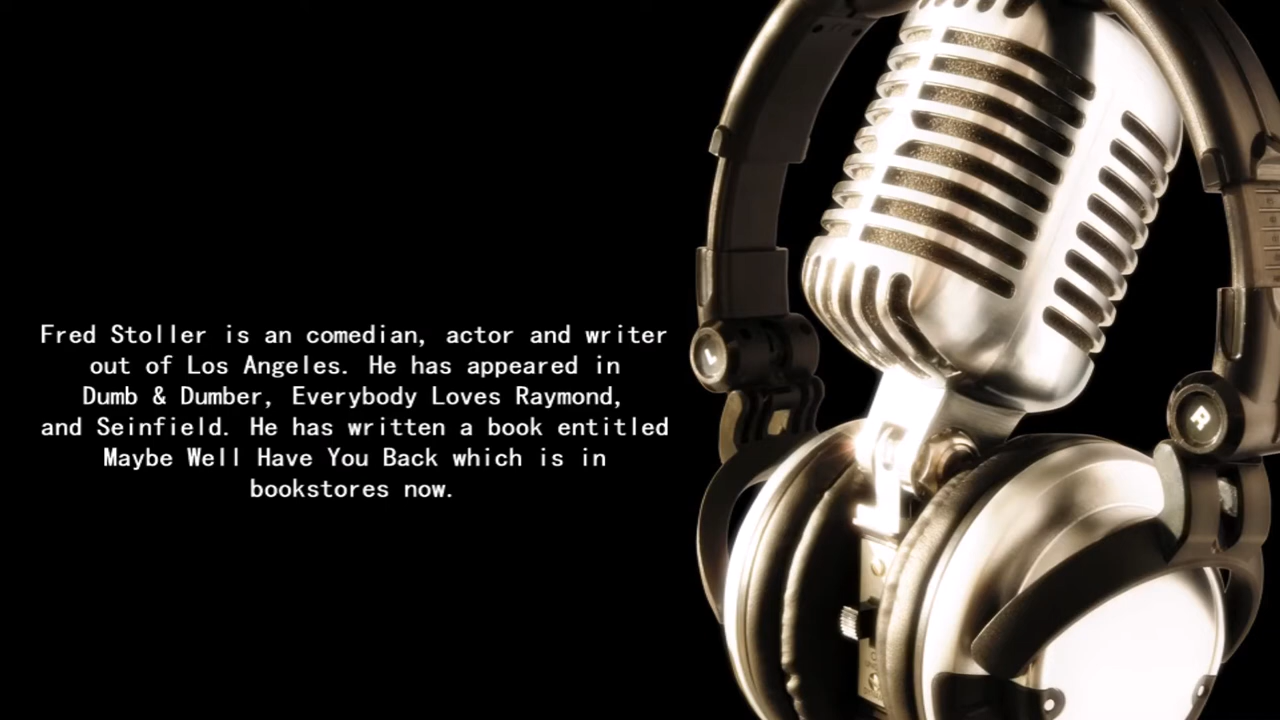 Fred Stoller is an comedian, actor and writer
out of Los Angeles. He has appeared in
Dumb & Dumber, Everybody Loves Raymond,
and Seinfield. He has written a book entitled
Maybe Well Have You Back which is in
bookstores now.
L
R